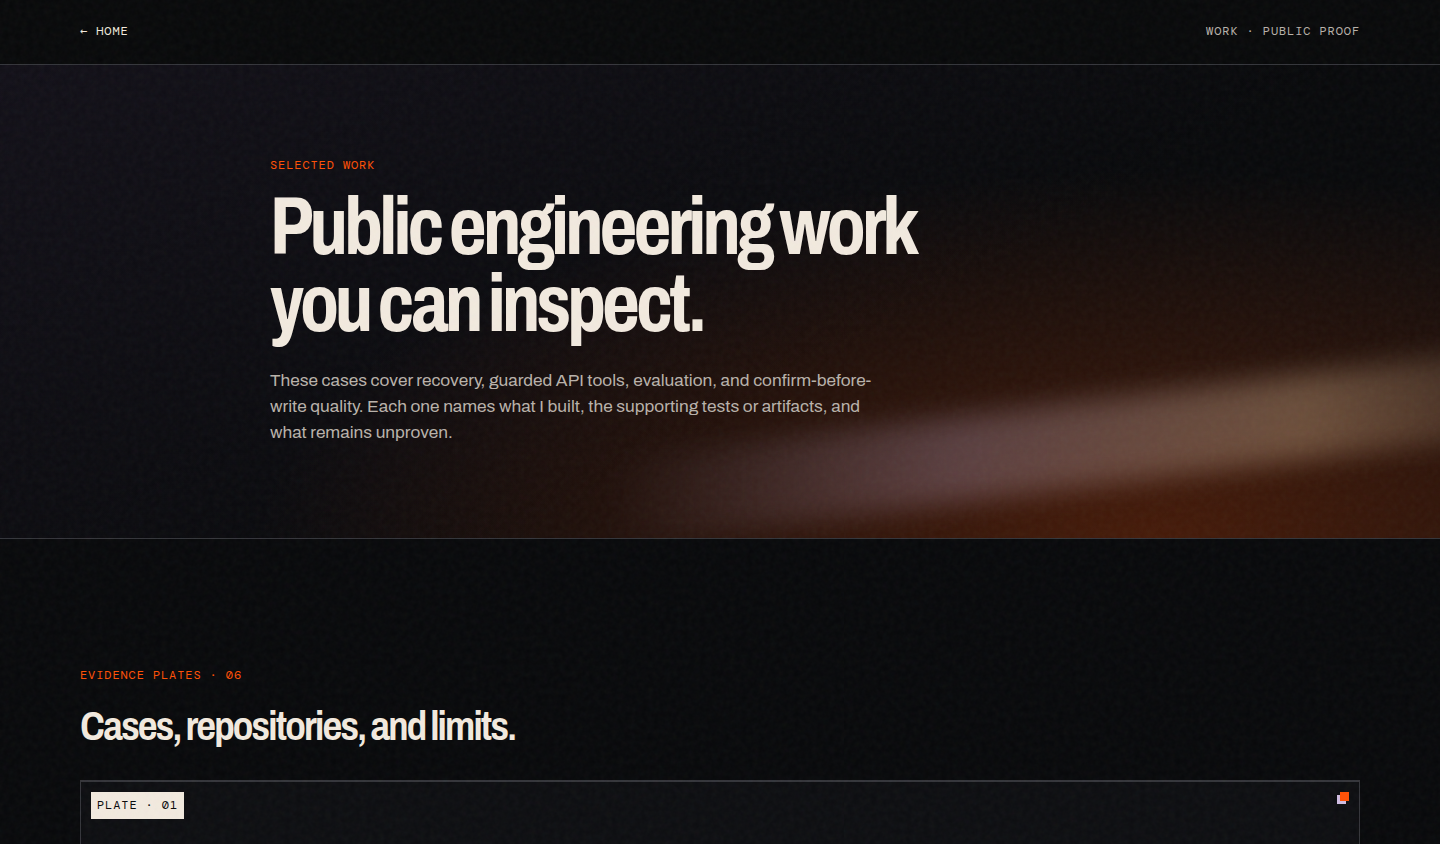 ← HOME
WORK · PUBLIC PROOF
SELECTED WORK
Public engineering work
you can inspect.
These cases cover recovery, guarded API tools, evaluation, and confirm-before-
write quality. Each one names what I built, the supporting tests or artifacts, and
what remains unproven.
EVIDENCE PLATES · 06
Cases, repositories, and limits.
PLATE · 01